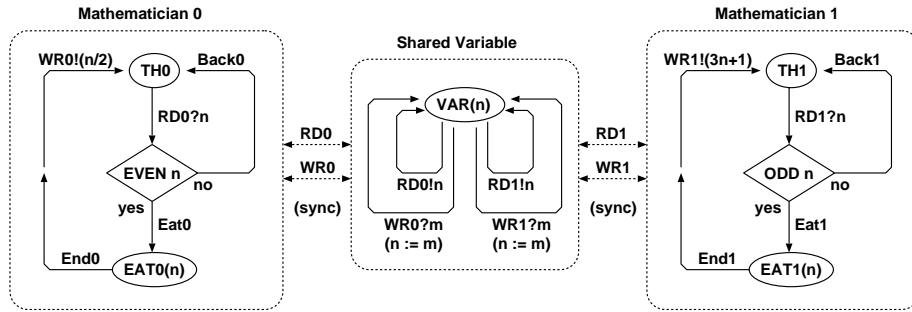 Mathematician 0
WR0!(n/2)
TH0
Back0
RD0?n
EVEN n
no
yes
Eat0
End0
EAT0(n)
RD0
WR0
(sync)
Shared Variable
VAR(n)
RD0!n
RD1!n
WR0?m
(n := m)
WR1?m
(n := m)
RD1
WR1
(sync)
Mathematician 1
WR1!(3n+1)
TH1
Back1
RD1?n
ODD n
no
yes
Eat1
End1
EAT1(n)